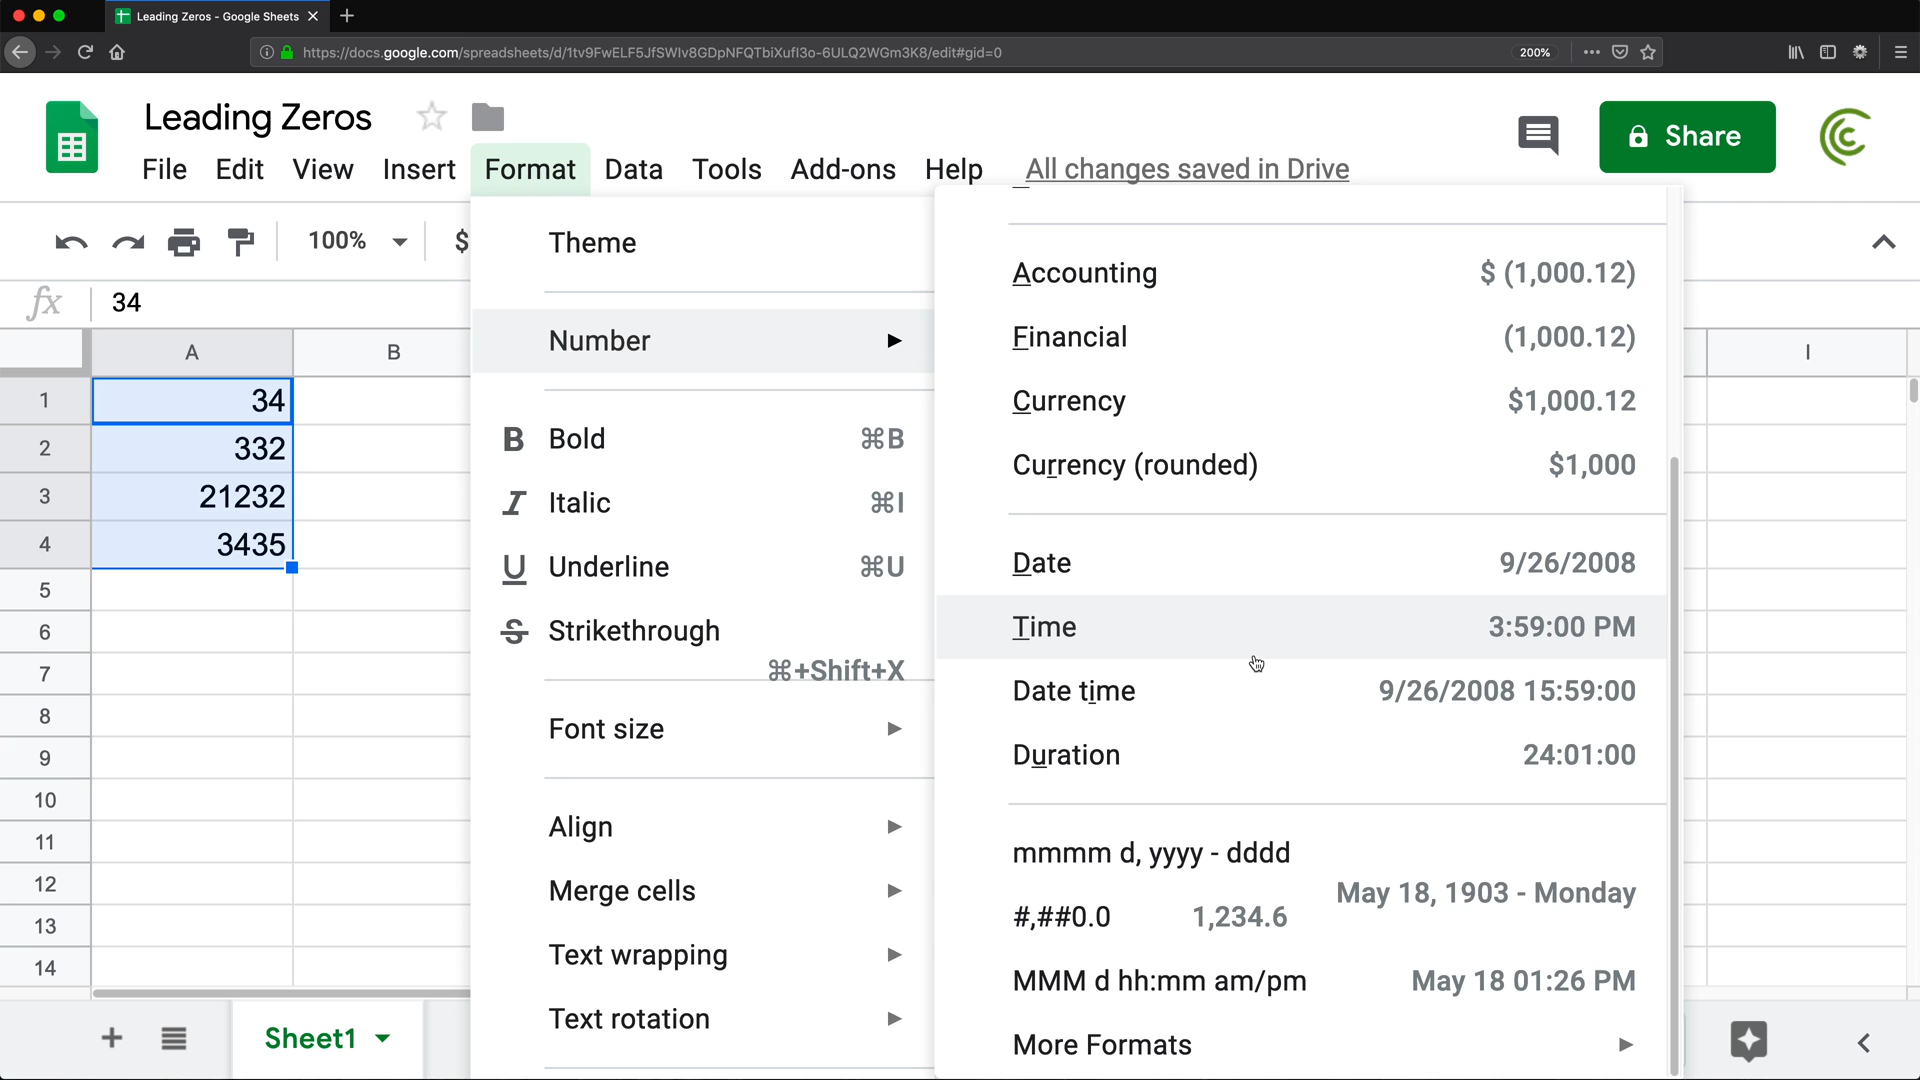 Leading Zeros - Google Sheets
https://docs.google.com/spreadsheets/d/1tv9FwELF5JfSWIv8GDpNFQTbiXufI3o-6ULQ2WGm3K8/edit#gid=0 200%
Leading Zeros
File Edit View Insert Format Data Tools Add-ons Help All changes saved in Drive
Share
100% $
fx 34
A B I
1 34
2 332
3 21232
4 3435
5
6
7
8
9
10
11
12
13
14
Theme
Number
B Bold ⌘B
I Italic ⌘I
U Underline ⌘U
S Strikethrough
⌘+Shift+X
Font size
Align
Merge cells
Text wrapping
Text rotation
Accounting $ (1,000.12)
Financial (1,000.12)
Currency $1,000.12
Currency (rounded) $1,000
Date 9/26/2008
Time 3:59:00 PM
Date time 9/26/2008 15:59:00
Duration 24:01:00
mmmm d, yyyy - dddd
May 18, 1903 - Monday
#,##0.0 1,234.6
MMM d hh:mm am/pm May 18 01:26 PM
More Formats
Sheet1